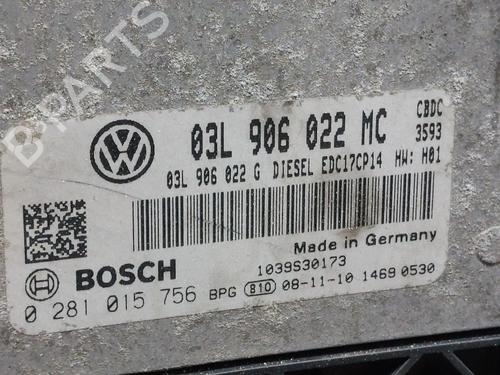 B-PARTS
VW
03L 906 022 MC
CBDC
3593
03L 906 022 G DIESEL EDC17CP14 HW: H01
Made in Germany
BOSCH
1039S30173
0 281 015 756 BPG 810 08-11-10 1469 0530